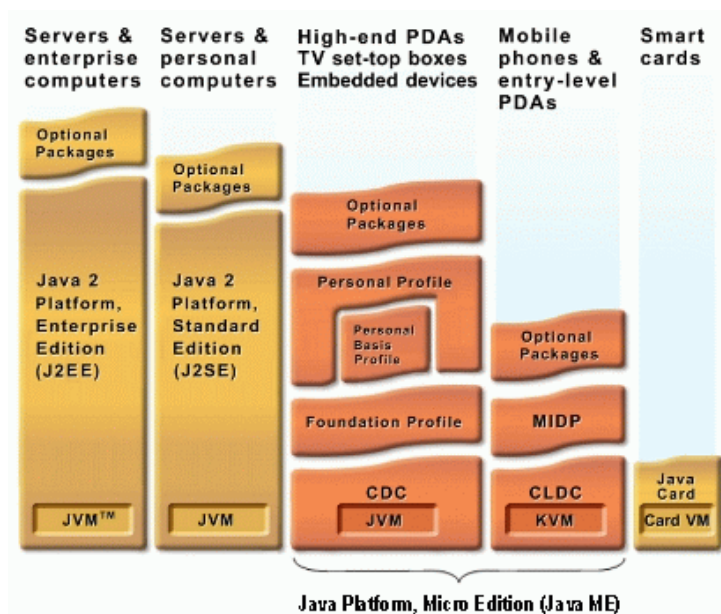 Servers &
enterprise
computers
Servers &
personal
computers
High-end PDAs
TV set-top boxes
Embedded devices
Mobile
phones &
entry-level
PDAs
Smart
cards
Optional
Packages
Java 2
Platform,
Enterprise
Edition
(J2EE)
JVM™
Optional
Packages
Java 2
Platform,
Standard
Edition
(J2SE)
JVM
Optional
Packages
Personal Profile
Personal
Basis
Profile
Foundation Profile
CDC
JVM
Optional
Packages
MIDP
CLDC
KVM
Java
Card
Card VM
Java Platform, Micro Edition (Java ME)